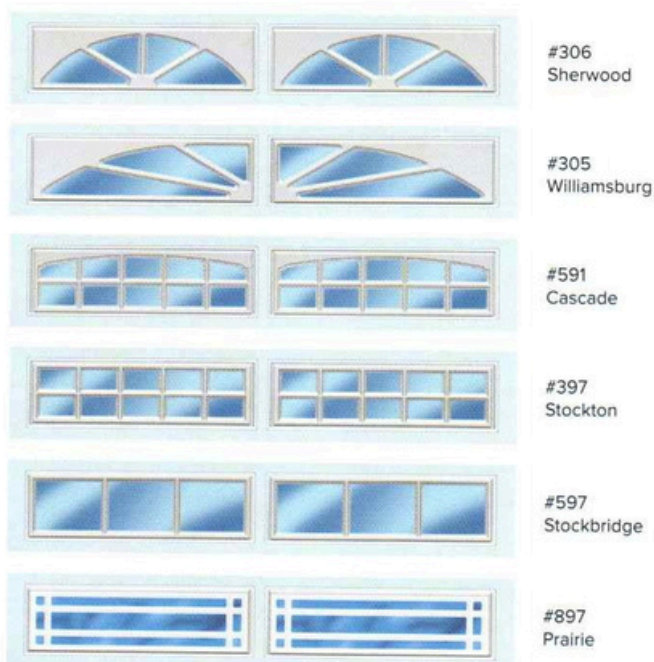 #306
Sherwood
#305
Williamsburg
#591
Cascade
#397
Stockton
#597
Stockbridge
#897
Prairie